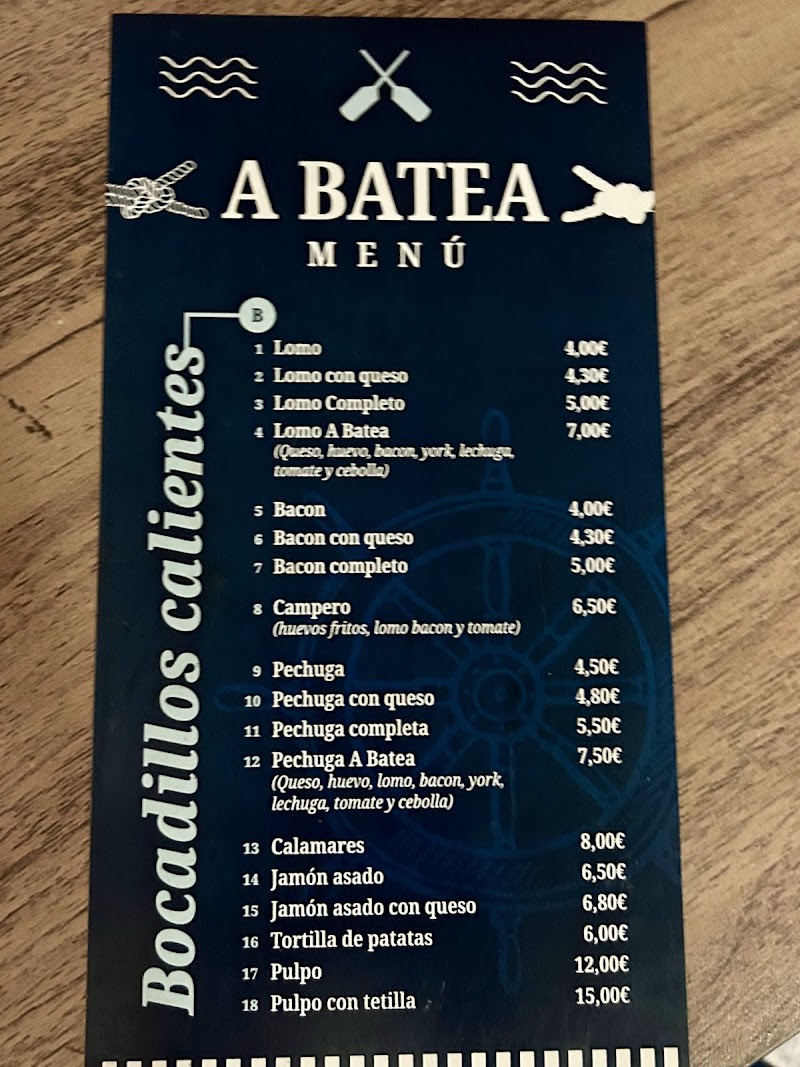 A BATEA
MENÚ
B
Bocadillos calientes
1 Lomo 4,00€
2 Lomo con queso 4,30€
3 Lomo Completo 5,00€
4 Lomo A Batea 7,00€
(Queso, huevo, bacon, york, lechuga,
tomate y cebolla)
5 Bacon 4,00€
6 Bacon con queso 4,30€
7 Bacon completo 5,00€
8 Campero 6,50€
(huevos fritos, lomo bacon y tomate)
9 Pechuga 4,50€
10 Pechuga con queso 4,80€
11 Pechuga completa 5,50€
12 Pechuga A Batea 7,50€
(Queso, huevo, lomo, bacon, york,
lechuga, tomate y cebolla)
13 Calamares 8,00€
14 Jamón asado 6,50€
15 Jamón asado con queso 6,80€
16 Tortilla de patatas 6,00€
17 Pulpo 12,00€
18 Pulpo con tetilla 15,00€